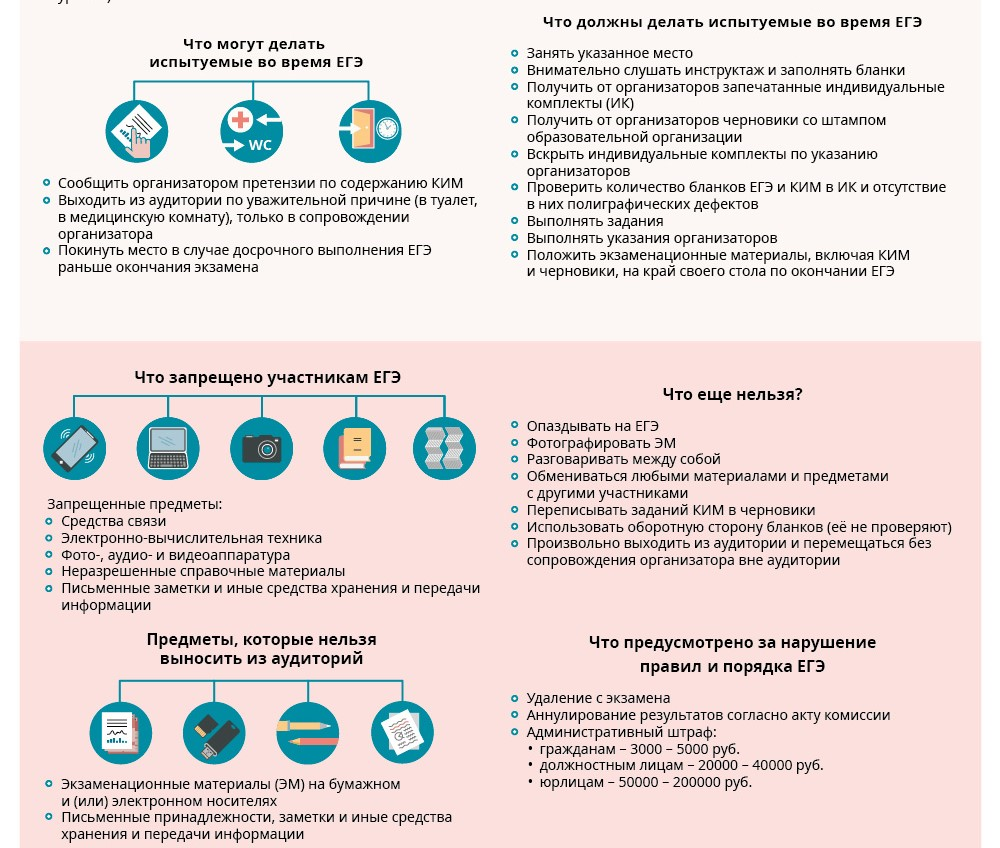 Что могут делать
испытуемые во время ЕГЭ
WC
Сообщить организатором претензии по содержанию КИМ
Выходить из аудитории по уважительной причине (в туалет,
в медицинскую комнату), только в сопровождении
организатора
Покинуть место в случае досрочного выполнения ЕГЭ
раньше окончания экзамена
Что должны делать испытуемые во время ЕГЭ
Занять указанное место
Внимательно слушать инструктаж и заполнять бланки
Получить от организаторов запечатанные индивидуальные
комплекты (ИК)
Получить от организаторов черновики со штампом
образовательной организации
Вскрыть индивидуальные комплекты по указанию
организаторов
Проверить количество бланков ЕГЭ и КИМ в ИК и отсутствие
в них полиграфических дефектов
Выполнять задания
Выполнять указания организаторов
Положить экзаменационные материалы, включая КИМ
и черновики, на край своего стола по окончании ЕГЭ
Что запрещено участникам ЕГЭ
Запрещенные предметы:
Средства связи
Электронно-вычислительная техника
Фото-, аудио- и видеоаппаратура
Неразрешенные справочные материалы
Письменные заметки и иные средства хранения и передачи
информации
Что еще нельзя?
Опаздывать на ЕГЭ
Фотографировать ЭМ
Разговаривать между собой
Обмениваться любыми материалами и предметами
с другими участниками
Переписывать заданий КИМ в черновики
Использовать оборотную сторону бланков (её не проверяют)
Произвольно выходить из аудитории и перемещаться без
сопровождения организатора вне аудитории
Предметы, которые нельзя
выносить из аудиторий
Экзаменационные материалы (ЭМ) на бумажном
и (или) электронном носителях
Письменные принадлежности, заметки и иные средства
хранения и передачи информации
Что предусмотрено за нарушение
правил и порядка ЕГЭ
Удаление с экзамена
Аннулирование результатов согласно акту комиссии
Административный штраф:
• гражданам – 3000 – 5000 руб.
• должностным лицам – 20000 – 40000 руб.
• юрлицам – 50000 – 200000 руб.